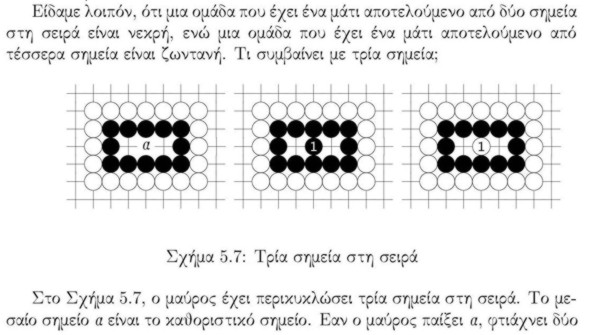 Είδαμε λοιπόν, ότι μια ομάδα που έχει ένα μάτι αποτελούμενο από δύο σημεία
στη σειρά είναι νεκρή, ενώ μια ομάδα που έχει ένα μάτι αποτελούμενο από
τέσσερα σημεία είναι ζωντανή. Τι συμβαίνει με τρία σημεία;
a 1 1
Σχήμα 5.7: Τρία σημεία στη σειρά
Στο Σχήμα 5.7, ο μαύρος έχει περικυκλώσει τρία σημεία στη σειρά. Το με-
σαίο σημείο a είναι το καθοριστικό σημείο. Εαν ο μαύρος παίξει a, φτιάχνει δύο